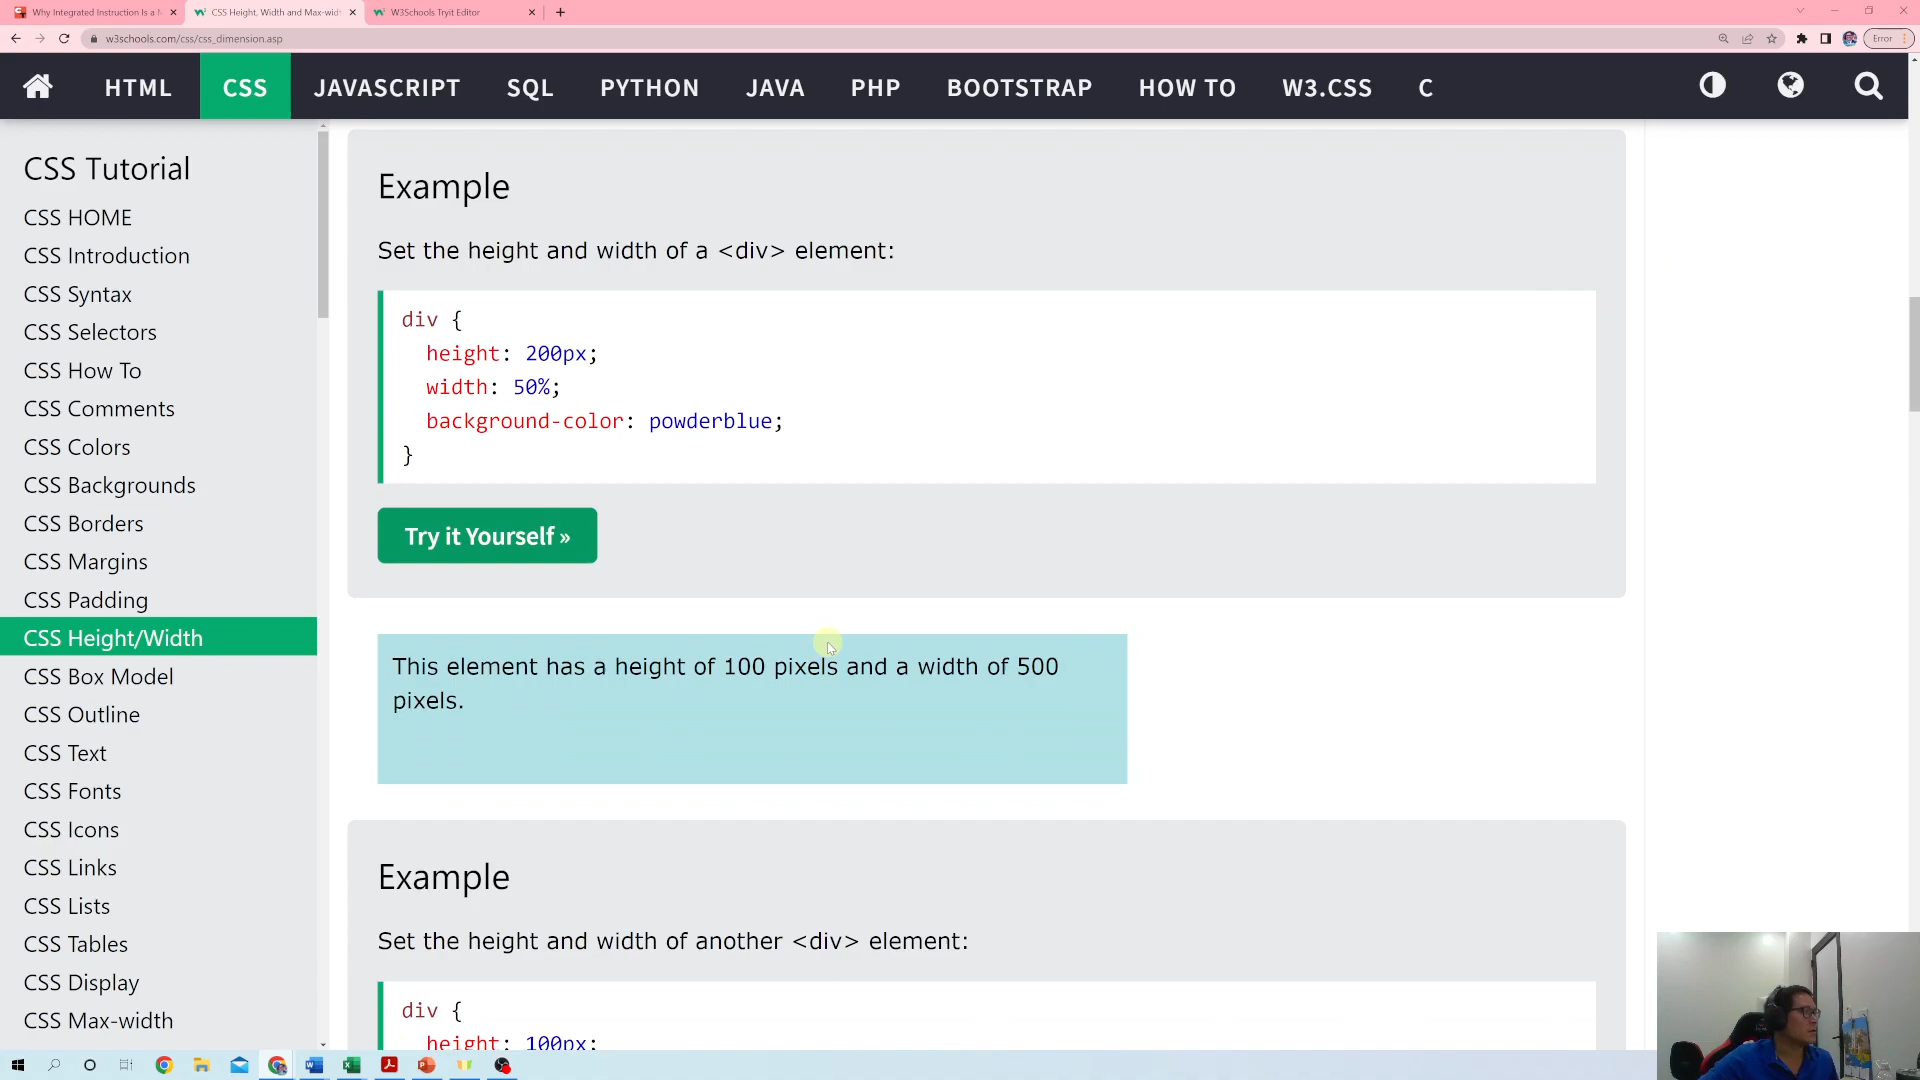 Why Integrated Instruction Is a
CSS Height, Width and Max-wid
W3Schools Tryit Editor
w3schools.com/css/css_dimension.asp
Error
HTML
CSS
JAVASCRIPT
SQL
PYTHON
JAVA
PHP
BOOTSTRAP
HOW TO
W3.CSS
C
CSS Tutorial
CSS HOME
CSS Introduction
CSS Syntax
CSS Selectors
CSS How To
CSS Comments
CSS Colors
CSS Backgrounds
CSS Borders
CSS Margins
CSS Padding
CSS Height/Width
CSS Box Model
CSS Outline
CSS Text
CSS Fonts
CSS Icons
CSS Links
CSS Lists
CSS Tables
CSS Display
CSS Max-width
Example
Set the height and width of a <div> element:
div {
height: 200px;
width: 50%;
background-color: powderblue;
}
Try it Yourself »
This element has a height of 100 pixels and a width of 500
pixels.
Example
Set the height and width of another <div> element:
div {
height: 100px;